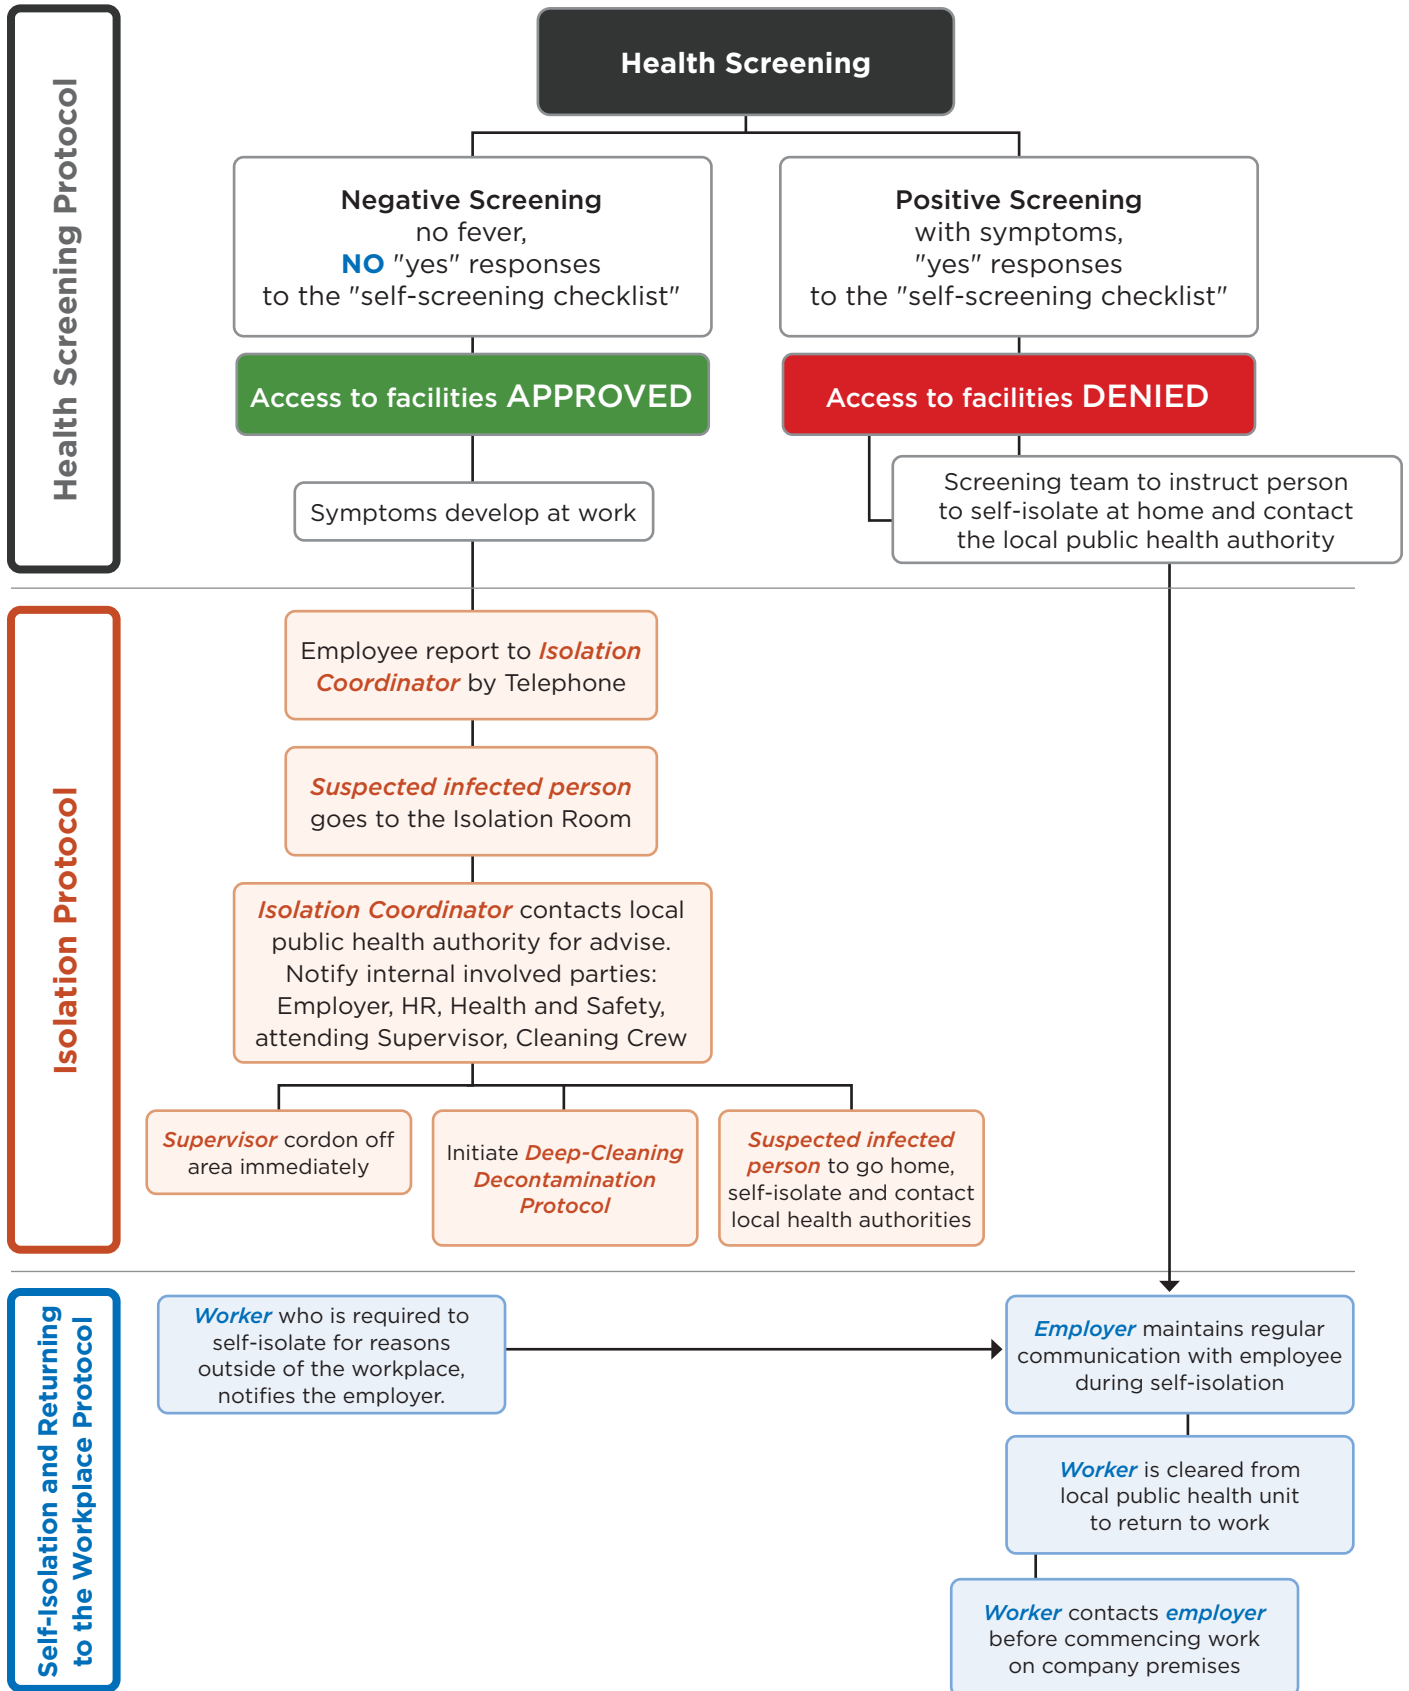 Health Screening Protocol
Health Screening
Negative Screening
no fever,
NO "yes" responses
to the "self-screening checklist"
Positive Screening
with symptoms,
"yes" responses
to the "self-screening checklist"
Access to facilities APPROVED
Access to facilities DENIED
Symptoms develop at work
Screening team to instruct person
to self-isolate at home and contact
the local public health authority
Isolation Protocol
Employee report to Isolation
Coordinator by Telephone
Suspected infected person
goes to the Isolation Room
Isolation Coordinator contacts local
public health authority for advise.
Notify internal involved parties:
Employer, HR, Health and Safety,
attending Supervisor, Cleaning Crew
Supervisor cordon off
area immediately
Initiate Deep-Cleaning
Decontamination
Protocol
Suspected infected
person to go home,
self-isolate and contact
local health authorities
Self-Isolation and Returning
to the Workplace Protocol
Worker who is required to
self-isolate for reasons
outside of the workplace,
notifies the employer.
Employer maintains regular
communication with employee
during self-isolation
Worker is cleared from
local public health unit
to return to work
Worker contacts employer
before commencing work
on company premises